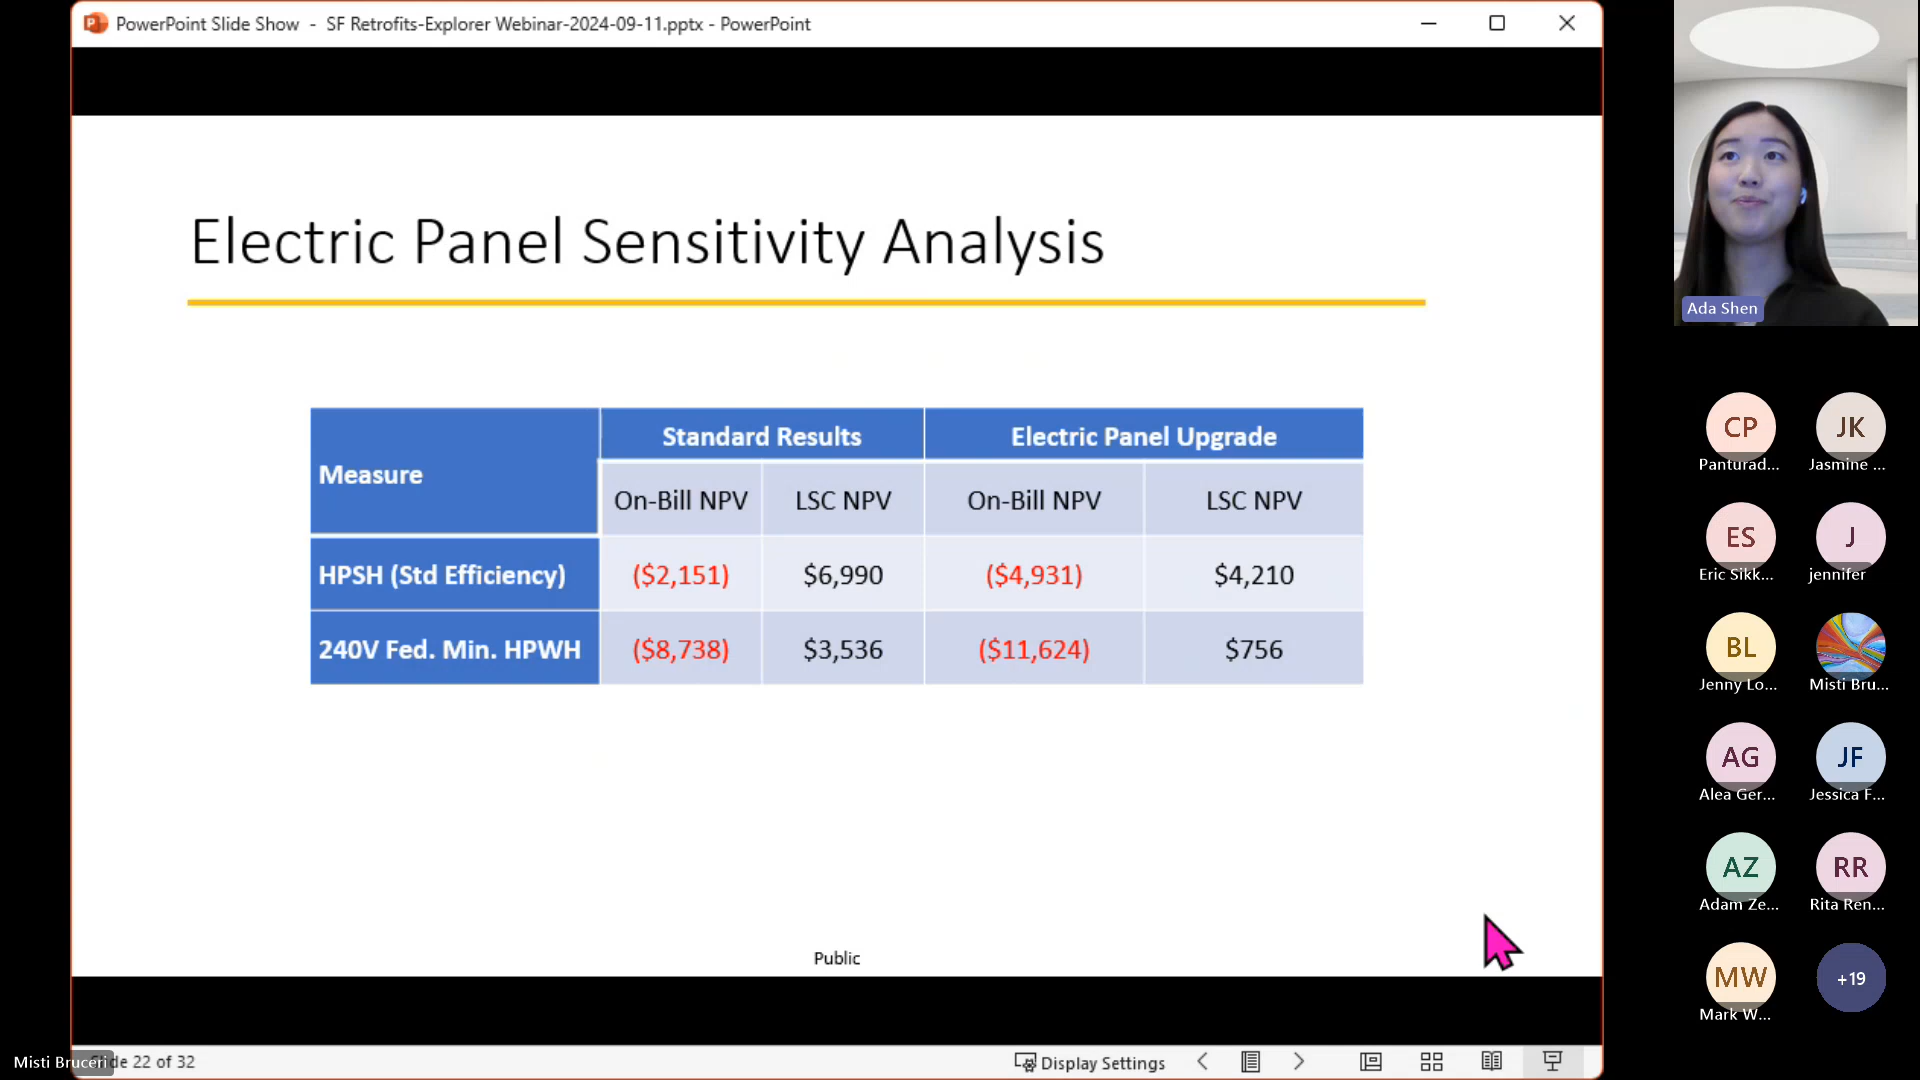 PowerPoint Slide Show - SF Retrofits-Explorer Webinar-2024-09-11.pptx - PowerPoint
Electric Panel Sensitivity Analysis
Measure
Standard Results
Electric Panel Upgrade
On-Bill NPV
LSC NPV
On-Bill NPV
LSC NPV
HPSH (Std Efficiency)
($2,151)
$6,990
($4,931)
$4,210
240V Fed. Min. HPWH
($8,738)
$3,536
($11,624)
$756
Public
Misti Bruceri
de 22 of 32
Display Settings
Ada Shen
CP
Panturad...
JK
Jasmine ...
ES
Eric Sikk...
J
jennifer
BL
Jenny Lo...
Misti Bru...
AG
Alea Ger...
JF
Jessica F...
AZ
Adam Ze...
RR
Rita Ren...
MW
Mark W...
+19